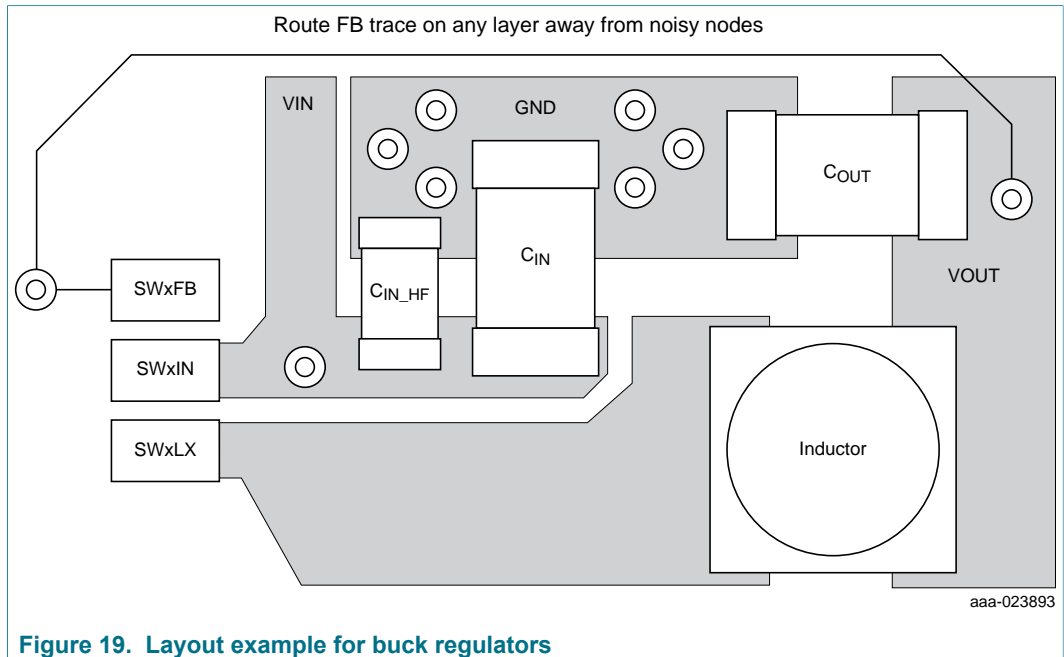 Route FB trace on any layer away from noisy nodes
VIN
GND
COUT
CIN
CIN_HF
SWxFB
VOUT
SWxIN
SWxLX
Inductor
aaa-023893
Figure 19. Layout example for buck regulators